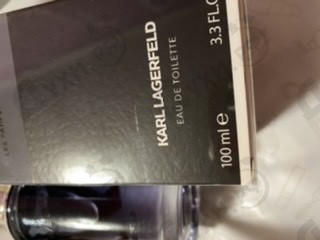 KARL LAGERFELD
EAU DE TOILETTE
100 ml e
3.3 FL.O